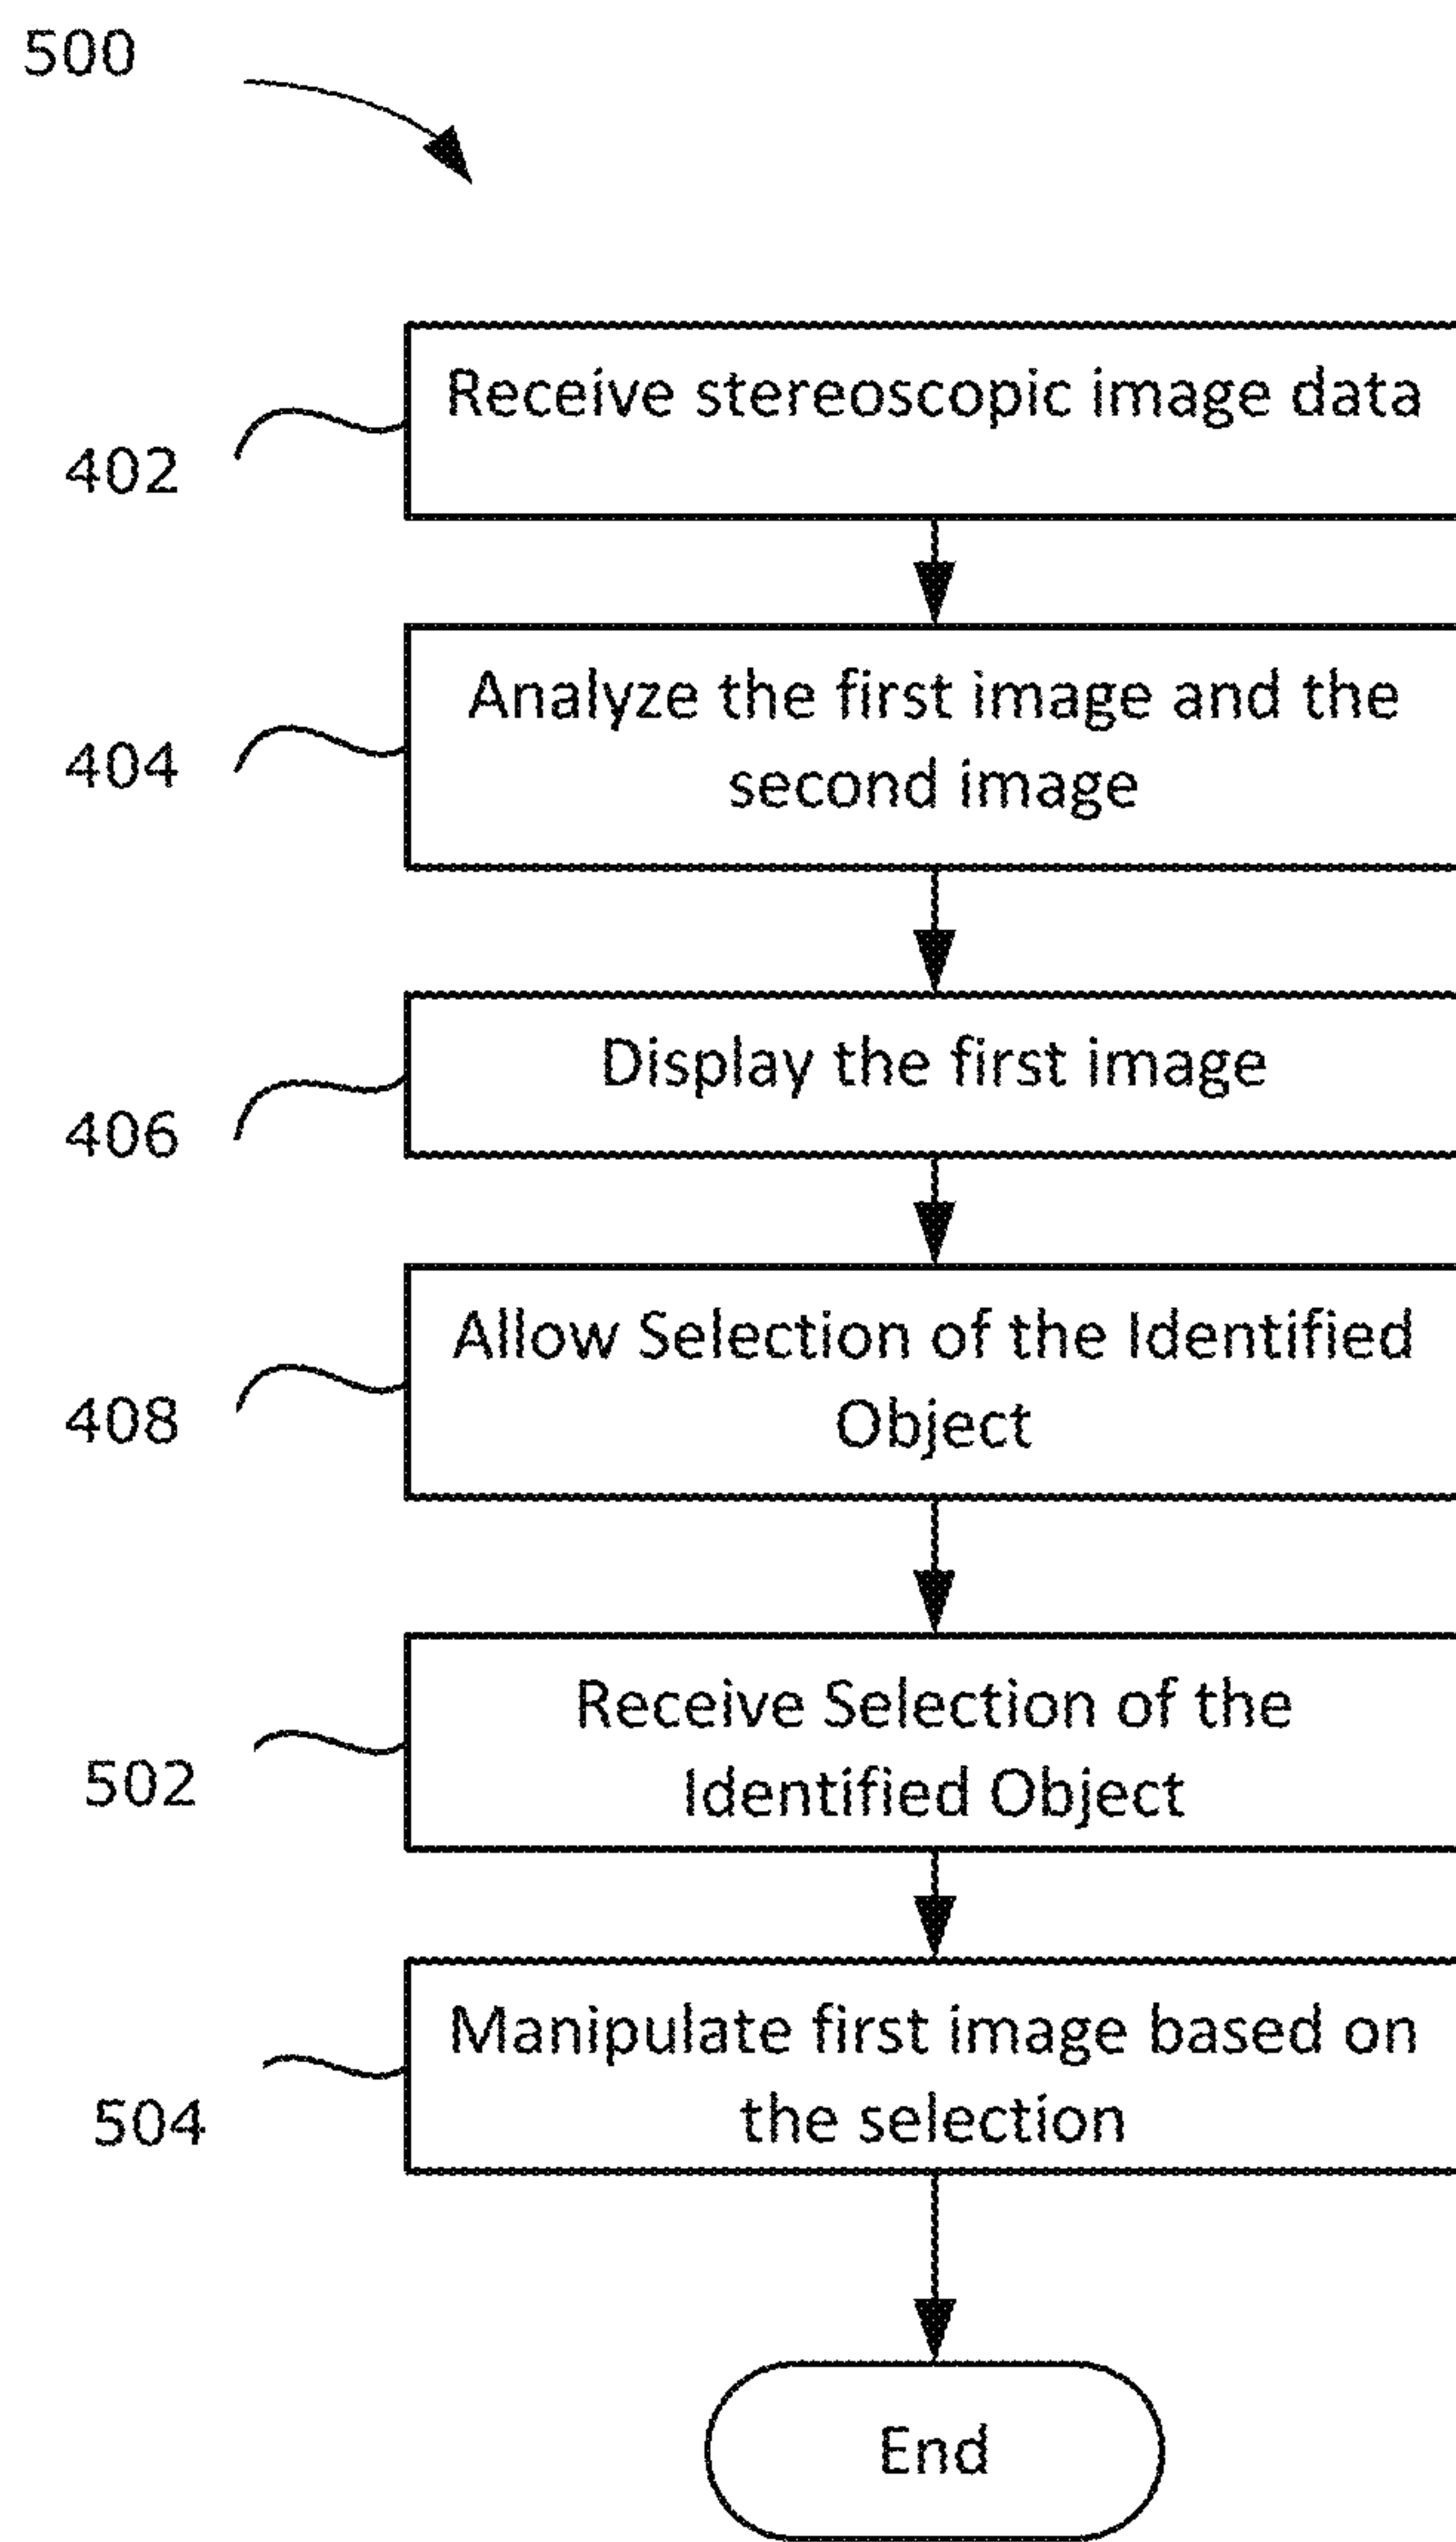 500
Receive stereoscopic image data
402
Analyze the first image and the
second image
404
Display the first image
406
Allow Selection of the Identified
Object
408
Receive Selection of the
Identified Object
502
Manipulate first image based on
the selection
504
End